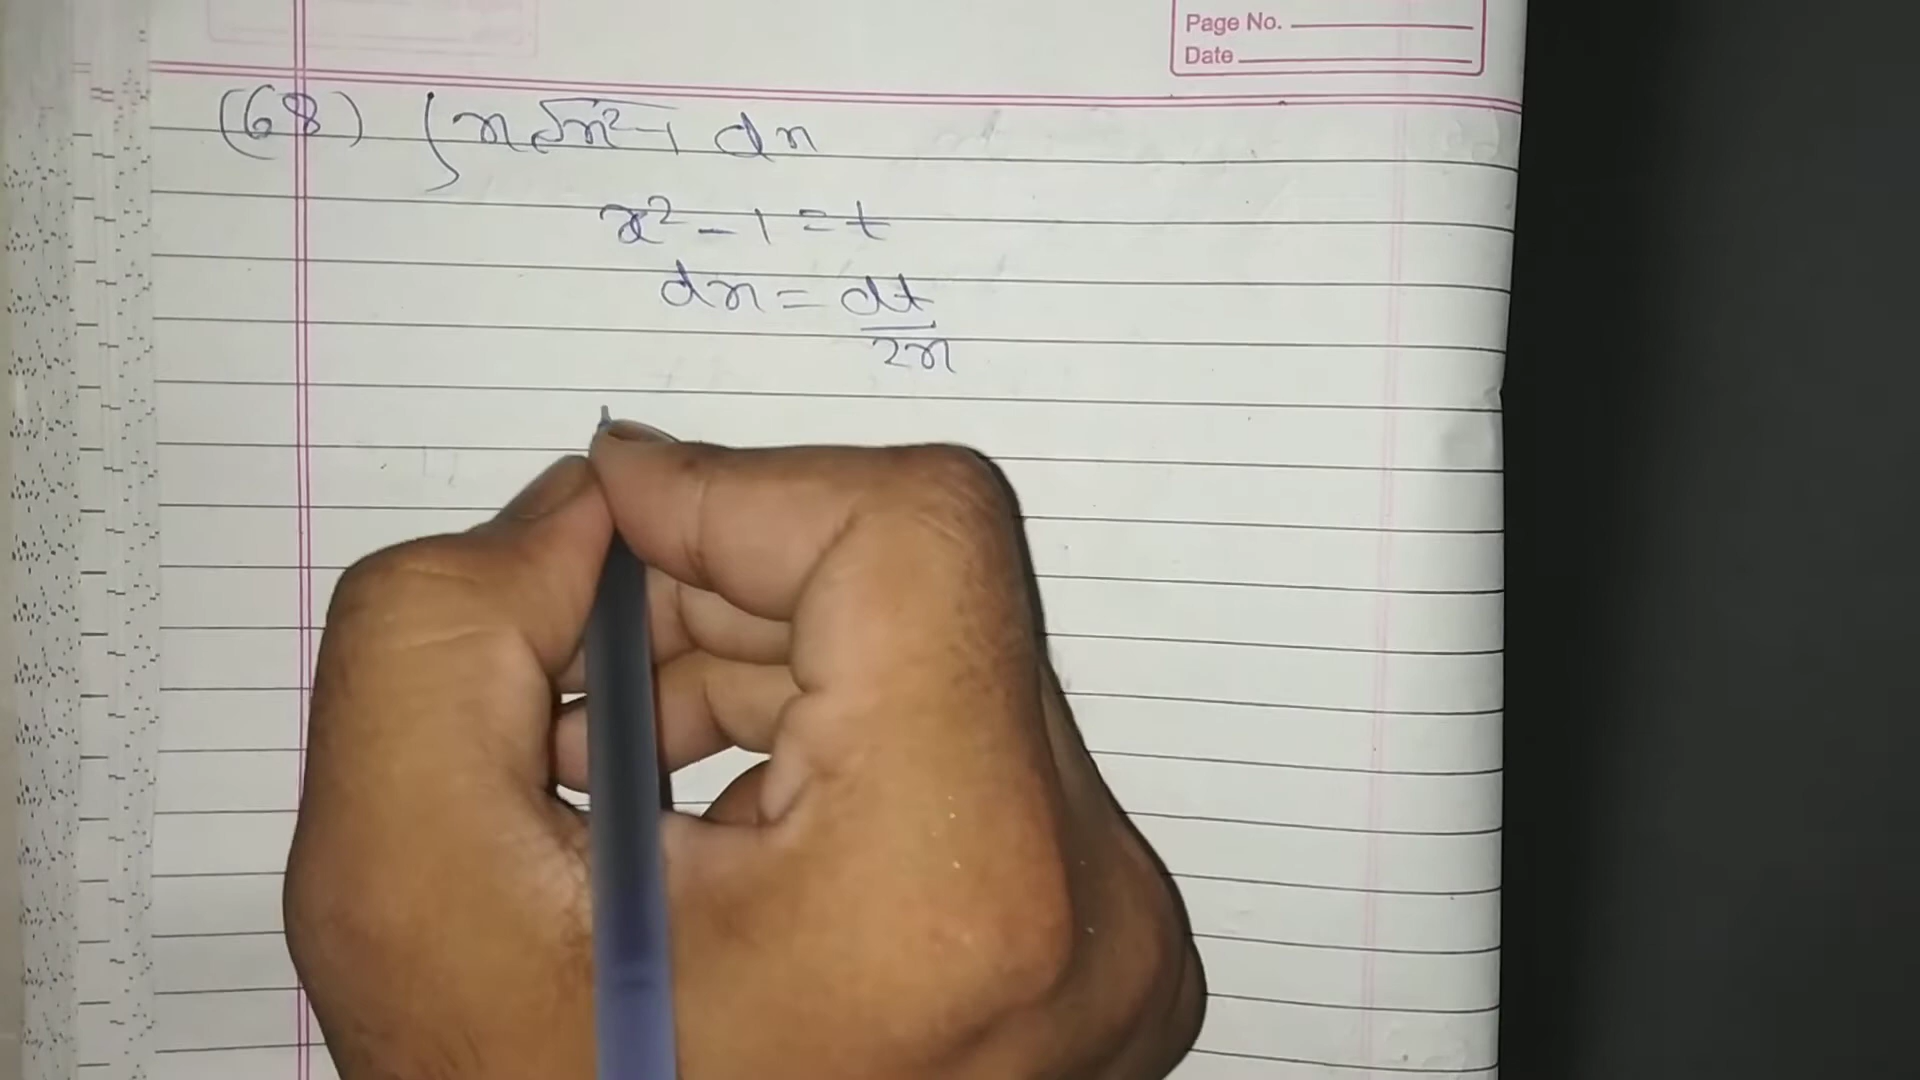 Page No.
Date
(68) ∫ x√x²-1 dx
x² - 1 = t
dx = dt
2x